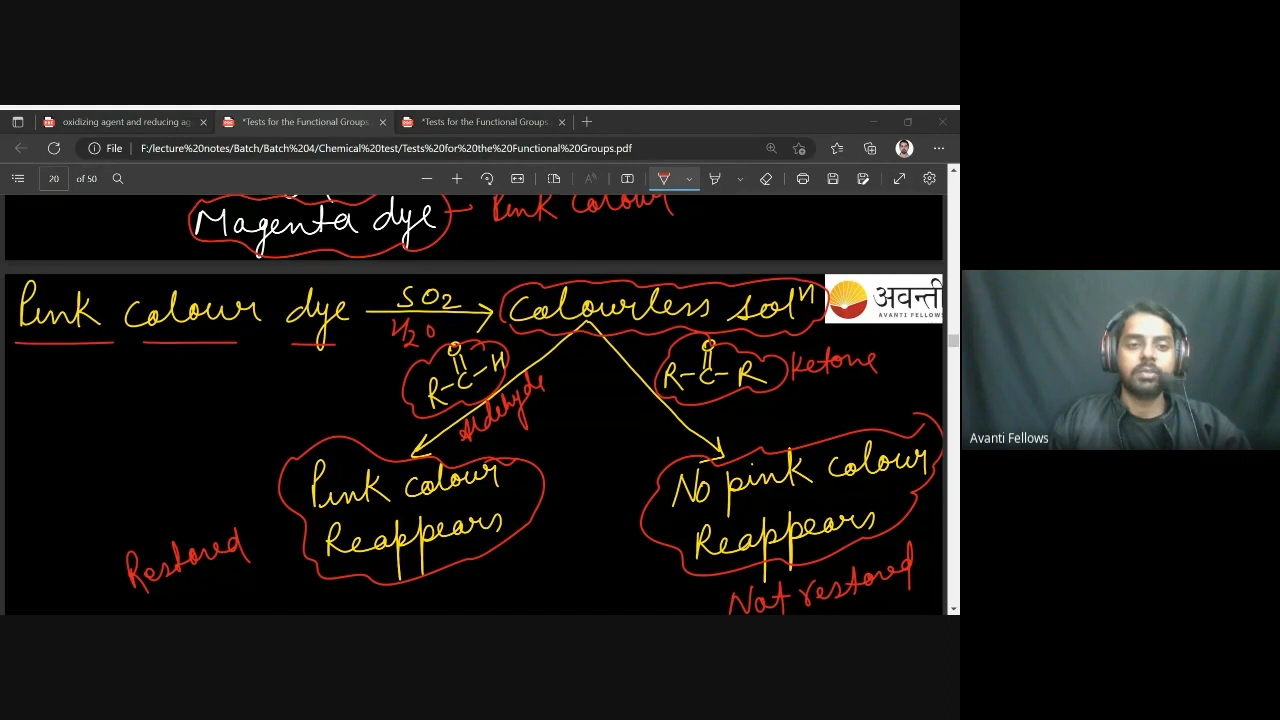 oxidizing agent and reducing ag
*Tests for the Functional Groups.
*Tests for the Functional Groups.
File F:/lecture%20notes/Batch/Batch%204/Chemical%20test/Tests%20for%20the%20Functional%20Groups.pdf
20 of 50
Magenta dye Pink colour
Pink colour dye SO2 Colourless solⁿ
H2O
अवन्ती
AVANTI FELLOWS
O
R-C-H
Aldehyde
O
R-C-R Ketone
Pink colour
Reappears
No pink colour
Reappears
Restored
Not restored
Avanti Fellows